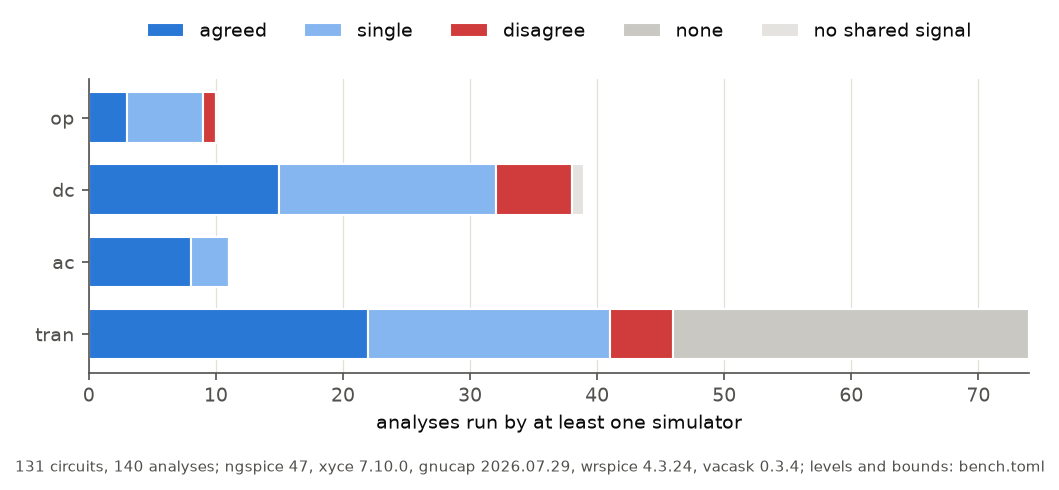 agreed single disagree none no shared signal
op
dc
ac
tran
0 10 20 30 40 50 60 70
analyses run by at least one simulator
131 circuits, 140 analyses; ngspice 47, xyce 7.10.0, gnucap 2026.07.29, wrspice 4.3.24, vacask 0.3.4; levels and bounds: bench.toml